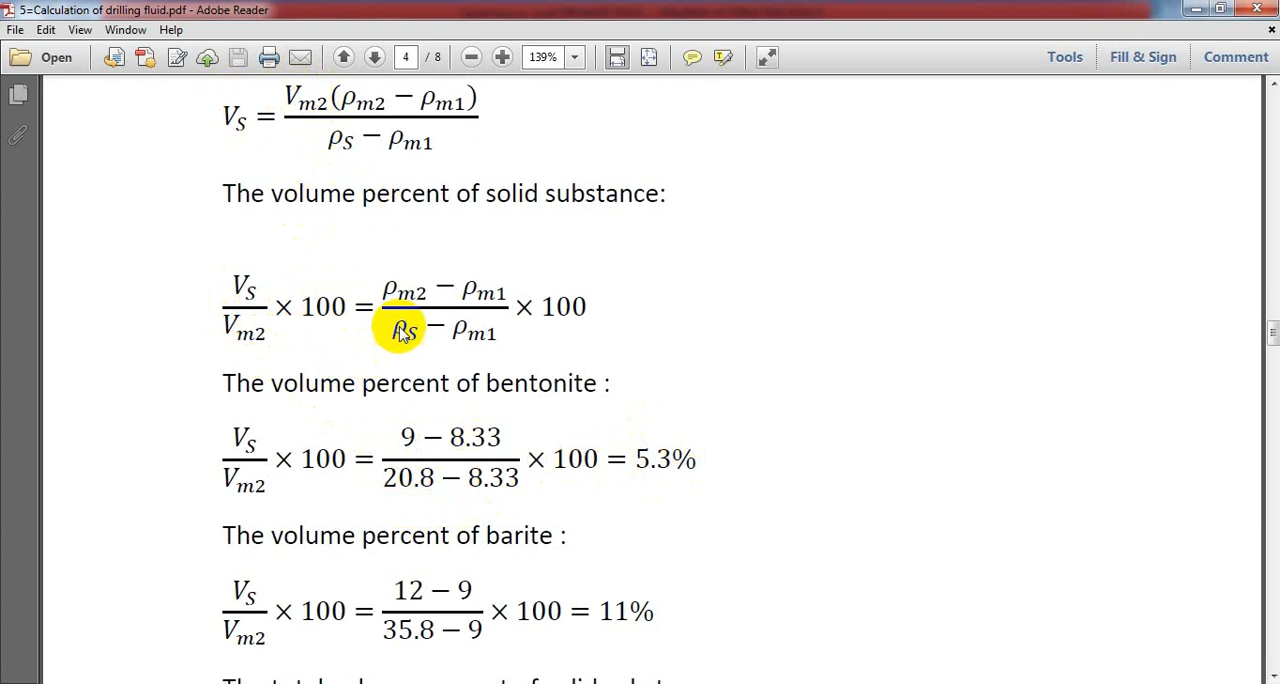 5=Calculation of drilling fluid.pdf - Adobe Reader
File Edit View Window Help
Open 4 / 8 139% Tools Fill & Sign Comment
V_S = V_m2(ρ_m2 − ρ_m1) / ρ_S − ρ_m1
The volume percent of solid substance:
V_S / V_m2 × 100 = ρ_m2 − ρ_m1 / ρ_S − ρ_m1 × 100
The volume percent of bentonite :
V_S / V_m2 × 100 = 9 − 8.33 / 20.8 − 8.33 × 100 = 5.3%
The volume percent of barite :
V_S / V_m2 × 100 = 12 − 9 / 35.8 − 9 × 100 = 11%